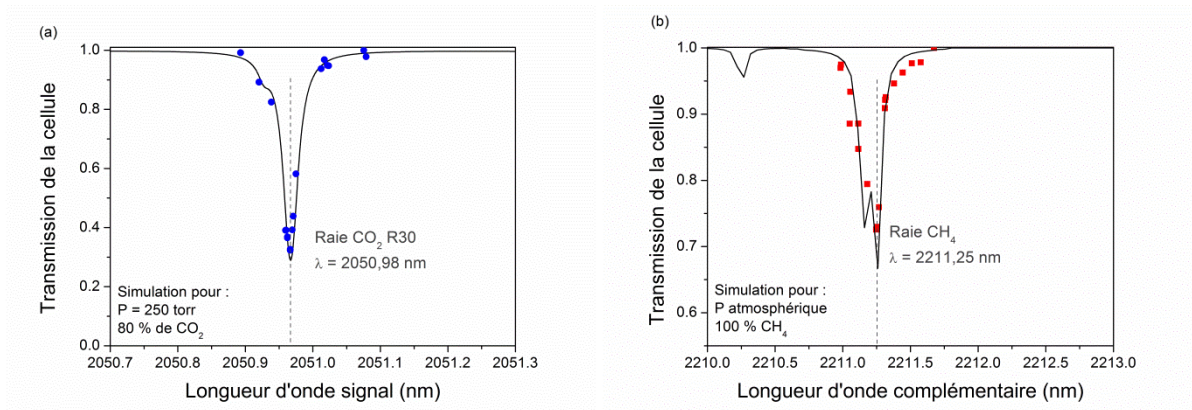 (a)
Transmission de la cellule
1.0
0.8
0.6
0.4
0.2
0.0
Raie CO₂ R30
λ = 2050,98 nm
Simulation pour :
P = 250 torr
80 % de CO₂
2050.7 2050.8 2050.9 2051.0 2051.1 2051.2 2051.3
Longueur d'onde signal (nm)
(b)
Transmission de la cellule
1.0
0.9
0.8
0.7
0.6
Raie CH₄
λ = 2211,25 nm
Simulation pour :
P atmosphérique
100 % CH₄
2210.0 2210.5 2211.0 2211.5 2212.0 2212.5 2213.0
Longueur d'onde complémentaire (nm)